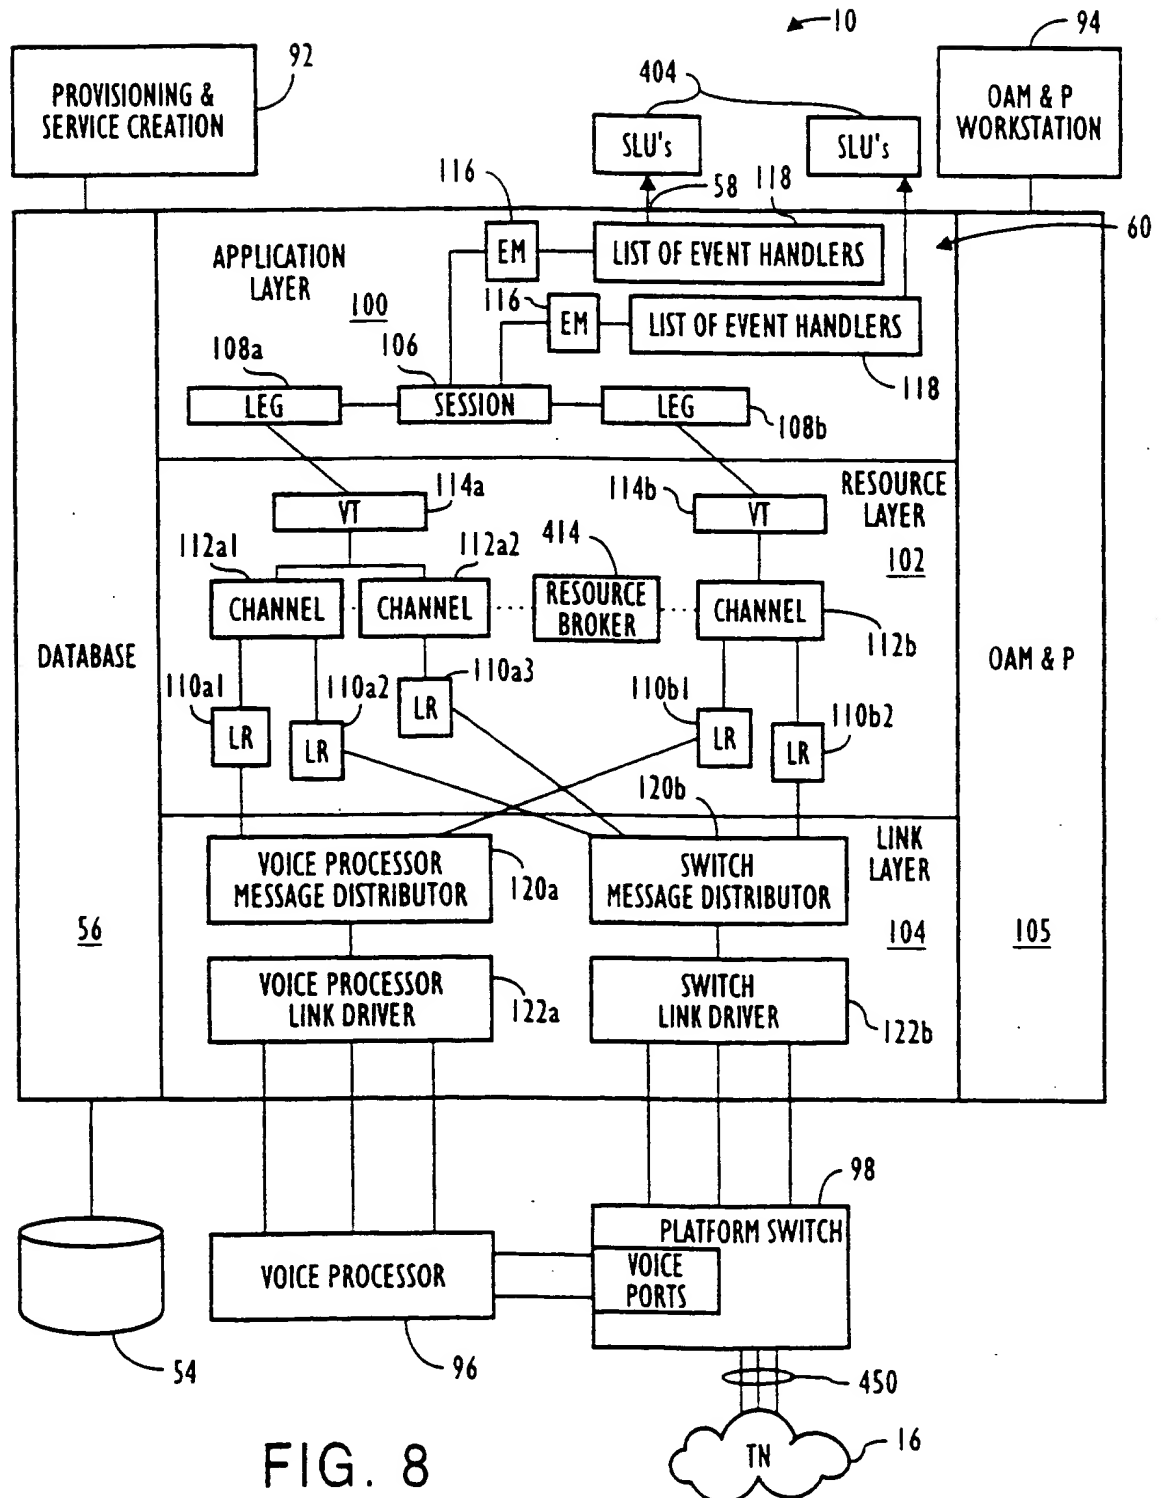 10
94
92
404
PROVISIONING &
SERVICE CREATION
OAM & P
WORKSTATION
SLU's
SLU's
116
58
118
60
EM
LIST OF EVENT HANDLERS
APPLICATION
LAYER
100
116
EM
LIST OF EVENT HANDLERS
108a
106
118
LEG
SESSION
LEG
108b
114a
114b
RESOURCE
LAYER
VT
VT
102
112a1
112a2
414
CHANNEL
CHANNEL
RESOURCE
BROKER
CHANNEL
112b
DATABASE
OAM & P
110a1
110a2
110a3
110b1
110b2
LR
LR
LR
LR
LR
120b
LINK
LAYER
VOICE PROCESSOR
MESSAGE DISTRIBUTOR
120a
SWITCH
MESSAGE DISTRIBUTOR
56
104
105
VOICE PROCESSOR
LINK DRIVER
122a
SWITCH
LINK DRIVER
122b
98
PLATFORM SWITCH
VOICE PROCESSOR
VOICE
PORTS
54
96
450
16
TN
FIG. 8